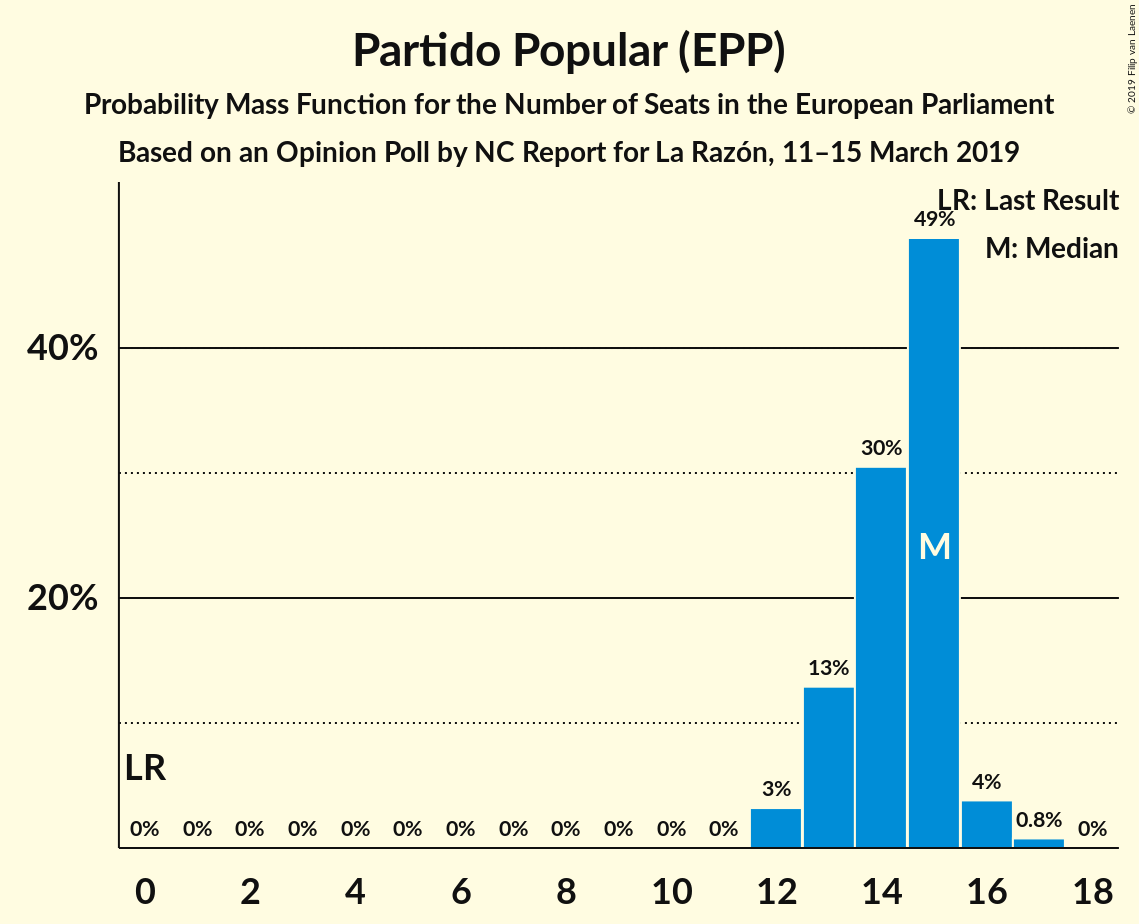 Partido Popular (EPP)
Probability Mass Function for the Number of Seats in the European Parliament
Based on an Opinion Poll by NC Report for La Razón, 11–15 March 2019
© 2019 Filip van Laenen
LR: Last Result
M: Median
49%
40%
30%
M
20%
13%
LR
3%
4%
0.8%
0% 0% 0% 0% 0% 0% 0% 0% 0% 0% 0% 0% 0%
0 2 4 6 8 10 12 14 16 18